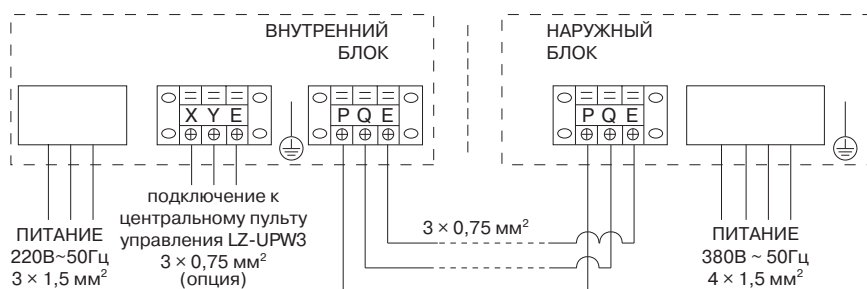 ВНУТРЕННИЙ
БЛОК
НАРУЖНЫЙ
БЛОК
X Y E
P Q E
P Q E
ПИТАНИЕ
220В~50Гц
3 × 1,5 мм²
подключение к
центральному пульту
управления LZ-UPW3
3 × 0,75 мм²
(опция)
3 × 0,75 мм²
ПИТАНИЕ
380В ~ 50Гц
4 × 1,5 мм²